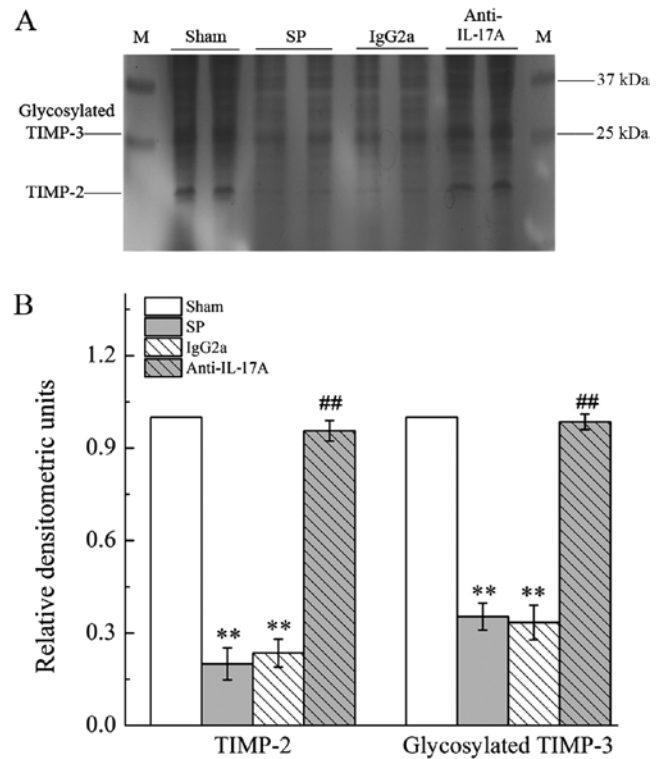 A
M Sham SP IgG2a Anti-
IL-17A M
37 kDa
Glycosylated
TIMP-3 25 kDa
TIMP-2
B
Sham
SP
IgG2a
Anti-IL-17A
Relative densitometric units
1.2
0.9
0.6
0.3
0.0
** ** ##
** ** ##
TIMP-2 Glycosylated TIMP-3